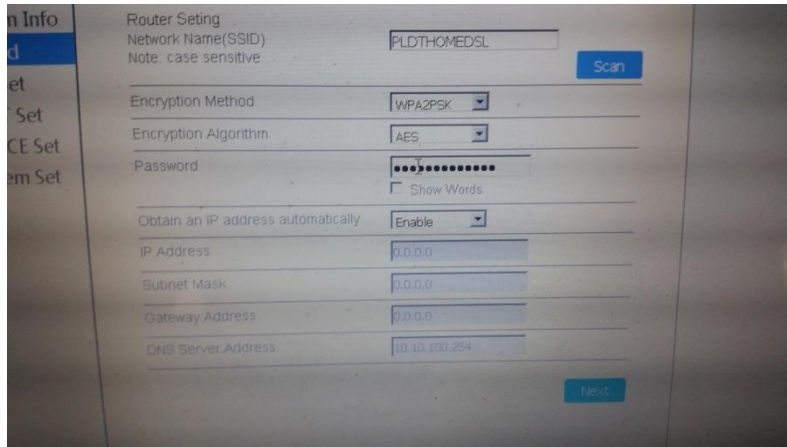 n Info
d
et
Set
CE Set
em Set
Router Seting
Network Name(SSID)
PLDTHOMEDSL
Note: case sensitive
Scan
Encryption Method
WPA2PSK
Encryption Algorithm
AES
Password
Show Words
Obtain an IP address automatically
Enable
IP Address
0.0.0.0
Subnet Mask
0.0.0.0
Gateway Address
0.0.0.0
DNS Server Address
10.10.100.254
Next